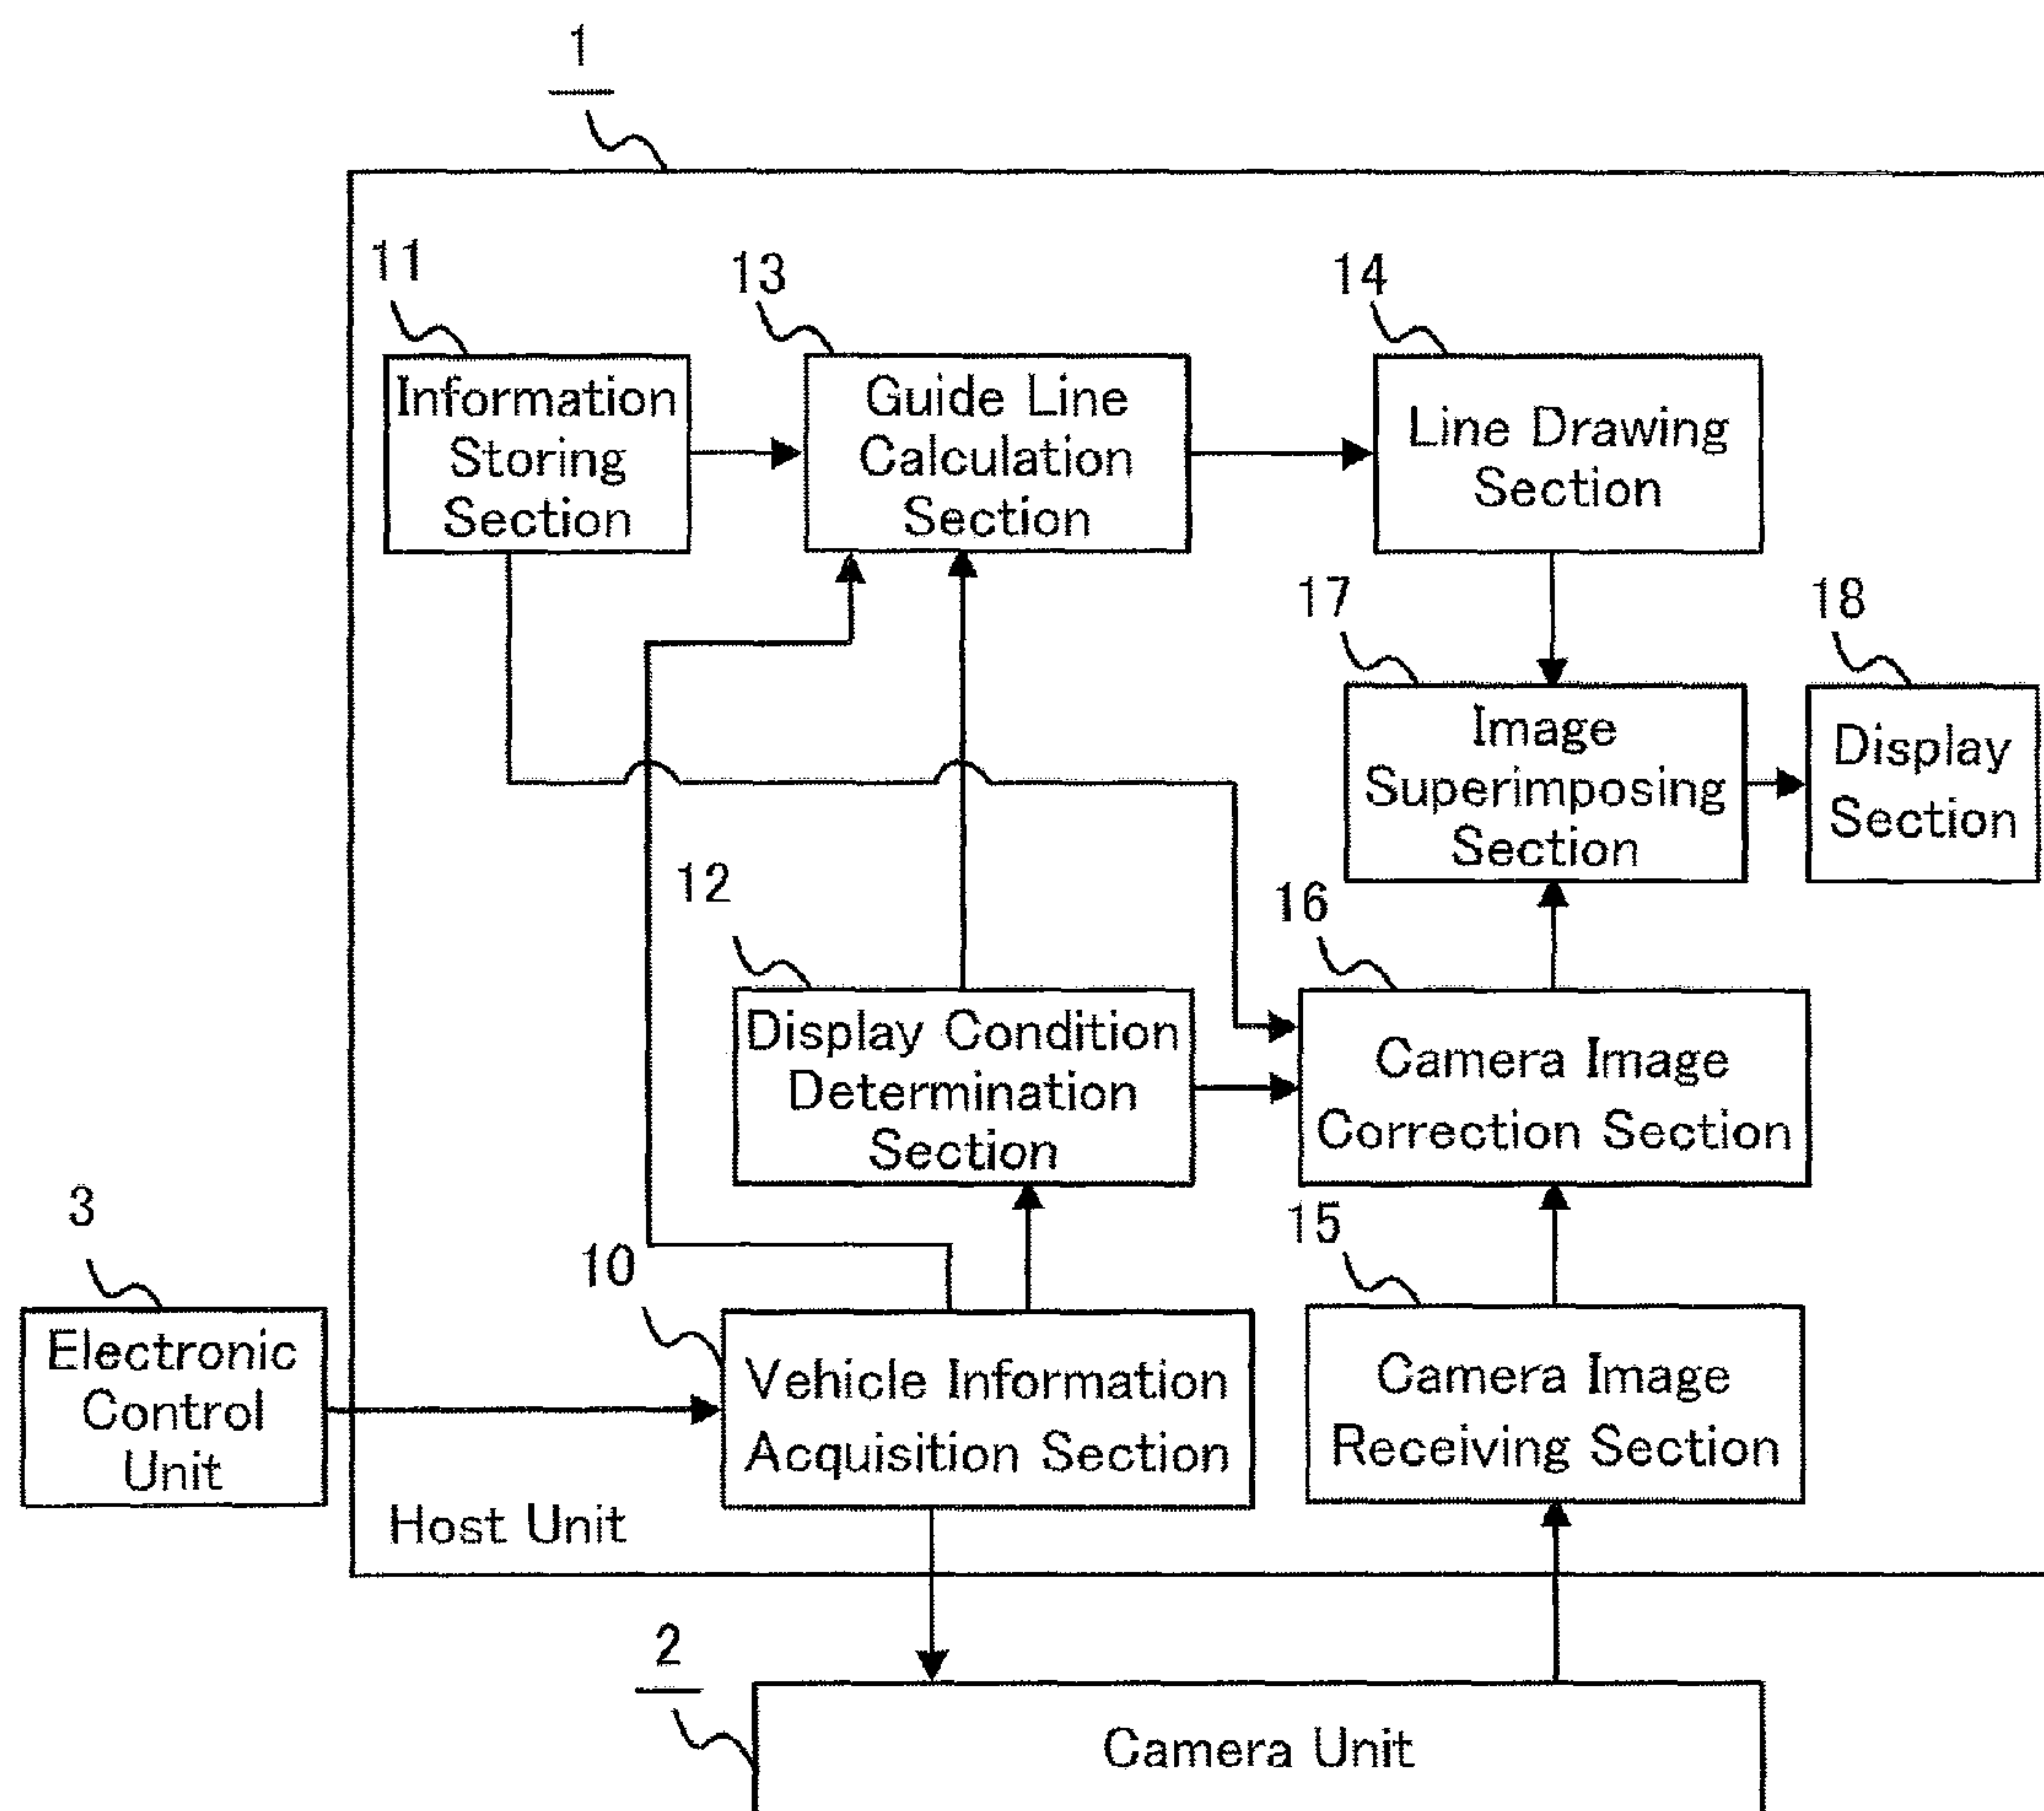 1
11
13
14
Information
Storing
Section
Guide Line
Calculation
Section
Line Drawing
Section
17
18
Image
Superimposing
Section
Display
Section
12
16
Display Condition
Determination
Section
Camera Image
Correction Section
3
10
15
Electronic
Control
Unit
Vehicle Information
Acquisition Section
Camera Image
Receiving Section
Host Unit
2
Camera Unit